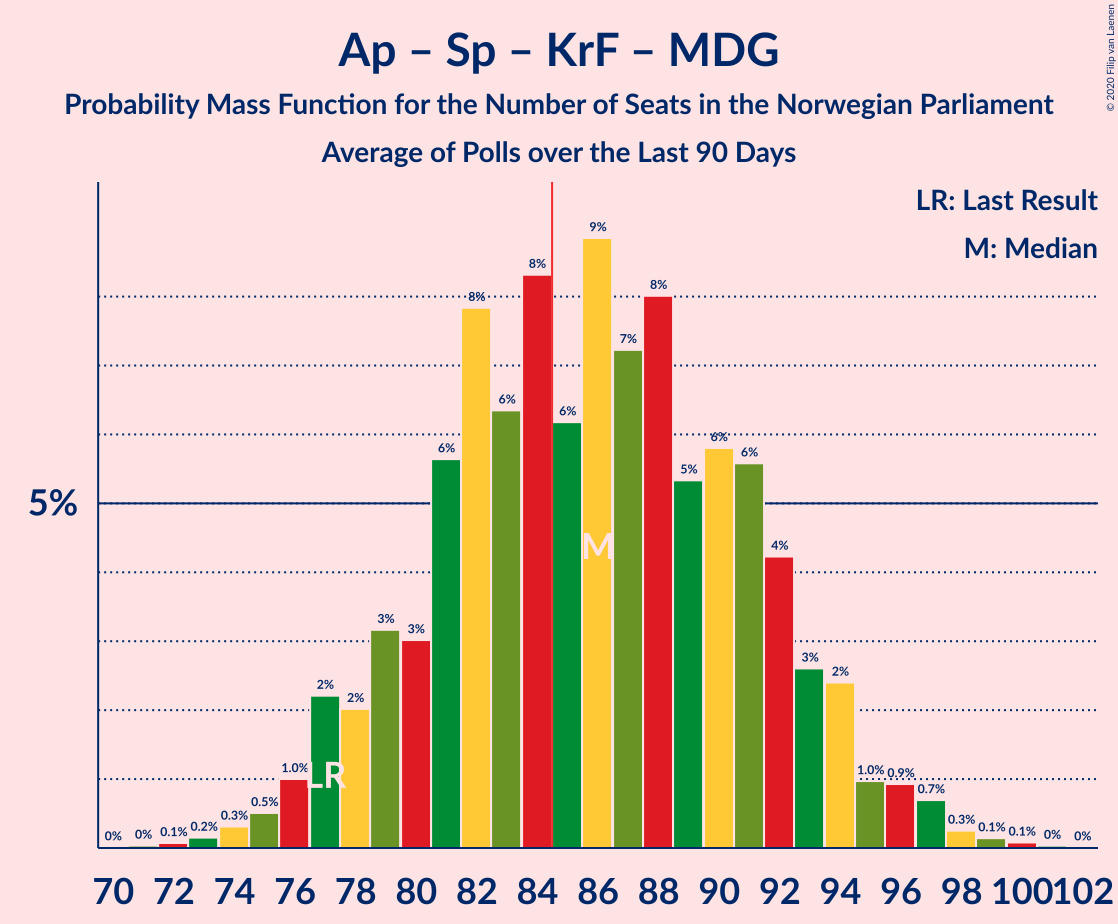 Ap – Sp – KrF – MDG
Probability Mass Function for the Number of Seats in the Norwegian Parliament
Average of Polls over the Last 90 Days
© 2020 Filip van Laenen
LR: Last Result
M: Median
5%
0% 0% 0.1% 0.2% 0.3% 0.5% 1.0% 2% 2% 3% 3% 6% 8% 6% 8% 6% 9% 7% 8% 5% 6% 6% 4% 3% 2% 1.0% 0.9% 0.7% 0.3% 0.1% 0.1% 0% 0%
M
LR
70 72 74 76 78 80 82 84 86 88 90 92 94 96 98 100 102